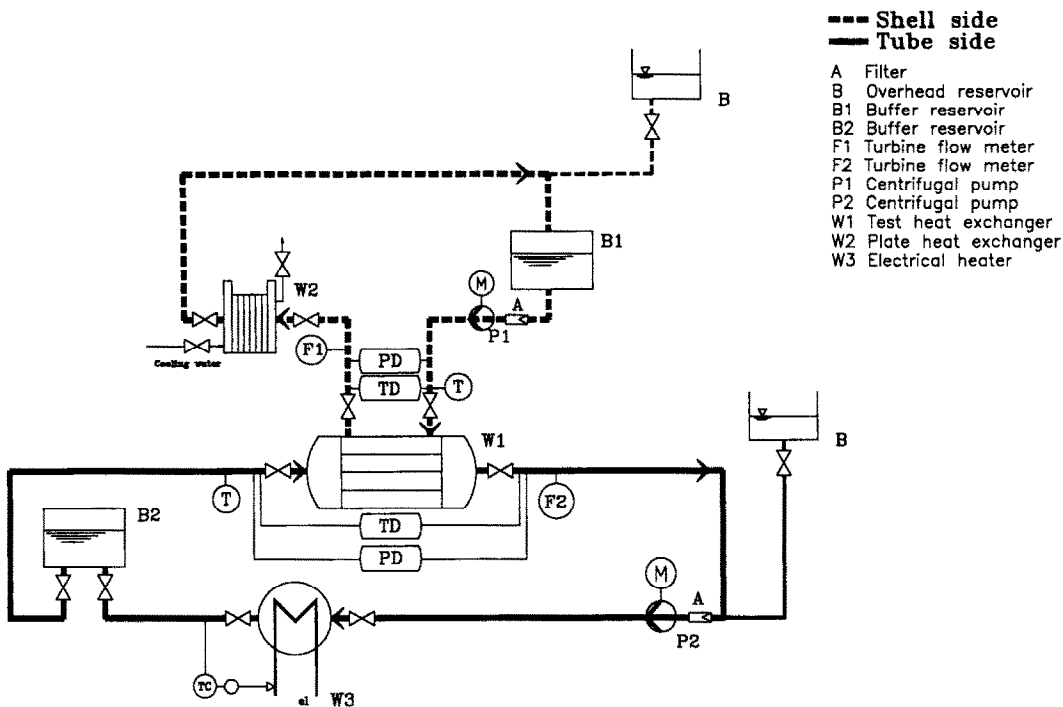 Shell side
Tube side
A Filter
B Overhead reservoir
B1 Buffer reservoir
B2 Buffer reservoir
F1 Turbine flow meter
F2 Turbine flow meter
P1 Centrifugal pump
P2 Centrifugal pump
W1 Test heat exchanger
W2 Plate heat exchanger
W3 Electrical heater
B
B1
W2
M
A
P1
F1
PD
Cooling water
TD
T
W1
B
T
F2
B2
TD
PD
M
A
P2
TC
el
W3